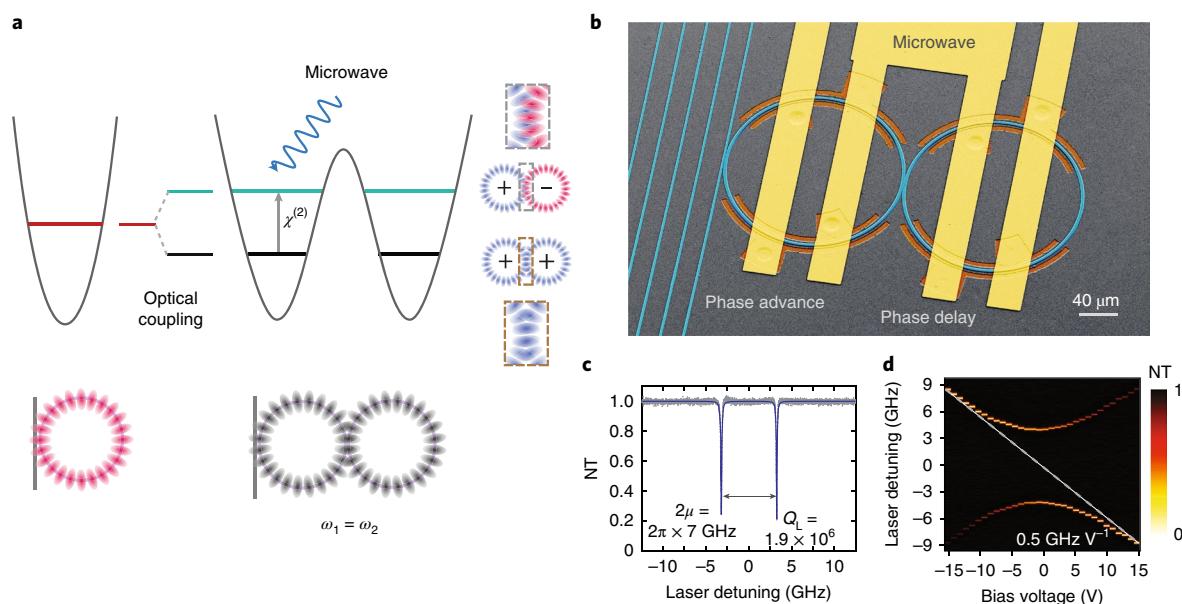 a
Microwave
χ(2)
+ −
+ +
Optical
coupling
ω1 = ω2
b
Microwave
Phase advance
Phase delay
40 μm
c
NT
1.0
0.8
0.6
0.4
0.2
0
2μ =
2π × 7 GHz
QL =
1.9 × 10^6
−10 −5 0 5 10
Laser detuning (GHz)
d
NT
1
0
Laser detuning (GHz)
9
6
3
0
−3
−6
−9
0.5 GHz V−1
−15 −10 −5 0 5 10 15
Bias voltage (V)